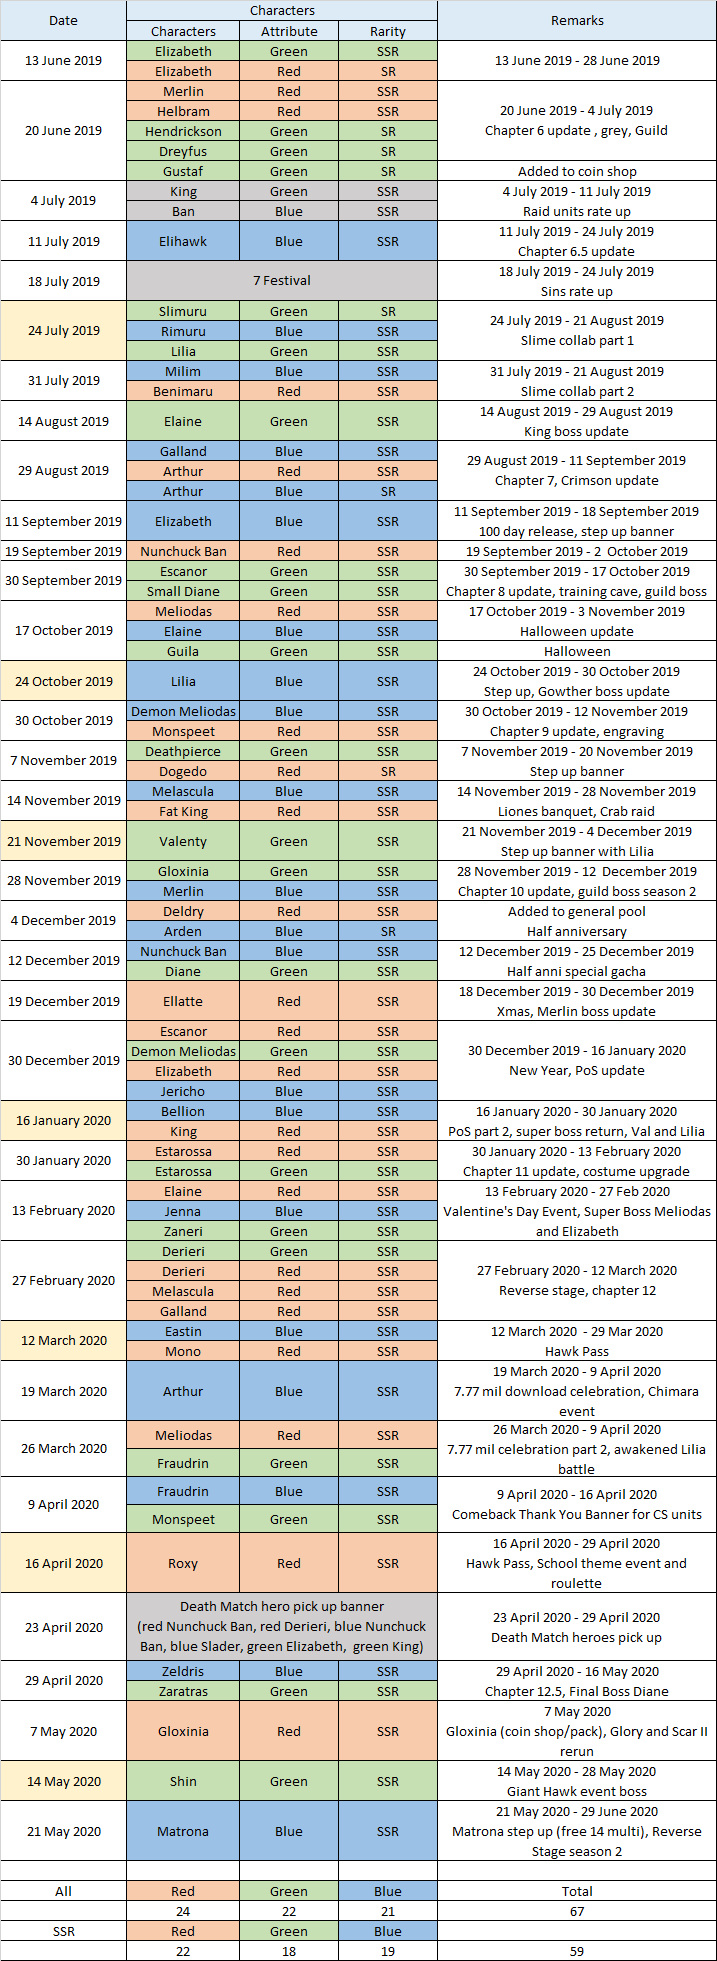 Date Characters Remarks
Characters Attribute Rarity
13 June 2019 Elizabeth Green SSR 13 June 2019 - 28 June 2019
Elizabeth Red SR
20 June 2019 Merlin Red SSR 20 June 2019 - 4 July 2019
Helbram Red SSR Chapter 6 update , grey, Guild
Hendrickson Green SR
Dreyfus Green SR
Gustaf Green SR Added to coin shop
4 July 2019 King Green SSR 4 July 2019 - 11 July 2019
Ban Blue SSR Raid units rate up
11 July 2019 Elihawk Blue SSR 11 July 2019 - 24 July 2019
Chapter 6.5 update
18 July 2019 7 Festival 18 July 2019 - 24 July 2019
Sins rate up
24 July 2019 Slimuru Green SR 24 July 2019 - 21 August 2019
Rimuru Blue SSR Slime collab part 1
Lilia Green SSR
31 July 2019 Milim Blue SSR 31 July 2019 - 21 August 2019
Benimaru Red SSR Slime collab part 2
14 August 2019 Elaine Green SSR 14 August 2019 - 29 August 2019
King boss update
29 August 2019 Galland Blue SSR 29 August 2019 - 11 September 2019
Arthur Red SSR Chapter 7, Crimson update
Arthur Blue SR
11 September 2019 Elizabeth Blue SSR 11 September 2019 - 18 September 2019
100 day release, step up banner
19 September 2019 Nunchuck Ban Red SSR 19 September 2019 - 2 October 2019
30 September 2019 Escanor Green SSR 30 September 2019 - 17 October 2019
Small Diane Green SSR Chapter 8 update, training cave, guild boss
17 October 2019 Meliodas Red SSR 17 October 2019 - 3 November 2019
Elaine Blue SSR Halloween update
Guila Green SSR Halloween
24 October 2019 Lilia Blue SSR 24 October 2019 - 30 October 2019
Step up, Gowther boss update
30 October 2019 Demon Meliodas Blue SSR 30 October 2019 - 12 November 2019
Monspeet Red SSR Chapter 9 update, engraving
7 November 2019 Deathpierce Green SSR 7 November 2019 - 20 November 2019
Dogedo Red SR Step up banner
14 November 2019 Melascula Blue SSR 14 November 2019 - 28 November 2019
Fat King Red SSR Liones banquet, Crab raid
21 November 2019 Valenty Green SSR 21 November 2019 - 4 December 2019
Step up banner with Lilia
28 November 2019 Gloxinia Green SSR 28 November 2019 - 12 December 2019
Merlin Blue SSR Chapter 10 update, guild boss season 2
4 December 2019 Deldry Red SSR Added to general pool
Arden Blue SR Half anniversary
12 December 2019 Nunchuck Ban Blue SSR 12 December 2019 - 25 December 2019
Diane Green SSR Half anni special gacha
19 December 2019 Ellatte Red SSR 18 December 2019 - 30 December 2019
Xmas, Merlin boss update
30 December 2019 Escanor Red SSR 30 December 2019 - 16 January 2020
Demon Meliodas Green SSR New Year, PoS update
Elizabeth Red SSR
Jericho Blue SSR
16 January 2020 Bellion Blue SSR 16 January 2020 - 30 January 2020
King Red SSR PoS part 2, super boss return, Val and Lilia
30 January 2020 Estarossa Red SSR 30 January 2020 - 13 February 2020
Estarossa Green SSR Chapter 11 update, costume upgrade
13 February 2020 Elaine Red SSR 13 February 2020 - 27 Feb 2020
Jenna Blue SSR Valentine's Day Event, Super Boss Meliodas
Zaneri Green SSR and Elizabeth
27 February 2020 Derieri Green SSR 27 February 2020 - 12 March 2020
Derieri Red SSR Reverse stage, chapter 12
Melascula Red SSR
Galland Red SSR
12 March 2020 Eastin Blue SSR 12 March 2020 - 29 Mar 2020
Mono Red SSR Hawk Pass
19 March 2020 Arthur Blue SSR 19 March 2020 - 9 April 2020
7.77 mil download celebration, Chimara
event
26 March 2020 Meliodas Red SSR 26 March 2020 - 9 April 2020
Fraudrin Green SSR 7.77 mil celebration part 2, awakened Lilia
battle
9 April 2020 Fraudrin Blue SSR 9 April 2020 - 16 April 2020
Monspeet Green SSR Comeback Thank You Banner for CS units
16 April 2020 Roxy Red SSR 16 April 2020 - 29 April 2020
Hawk Pass, School theme event and
roulette
23 April 2020 Death Match hero pick up banner 23 April 2020 - 29 April 2020
(red Nunchuck Ban, red Derieri, blue Nunchuck Death Match heroes pick up
Ban, blue Slader, green Elizabeth, green King)
29 April 2020 Zeldris Blue SSR 29 April 2020 - 16 May 2020
Zaratras Green SSR Chapter 12.5, Final Boss Diane
7 May 2020 Gloxinia Red SSR 7 May 2020
Gloxinia (coin shop/pack), Glory and Scar II
rerun
14 May 2020 Shin Green SSR 14 May 2020 - 28 May 2020
Giant Hawk event boss
21 May 2020 Matrona Blue SSR 21 May 2020 - 29 June 2020
Matrona step up (free 14 multi), Reverse
Stage season 2
All Red Green Blue Total
24 22 21 67
SSR Red Green Blue
22 18 19 59